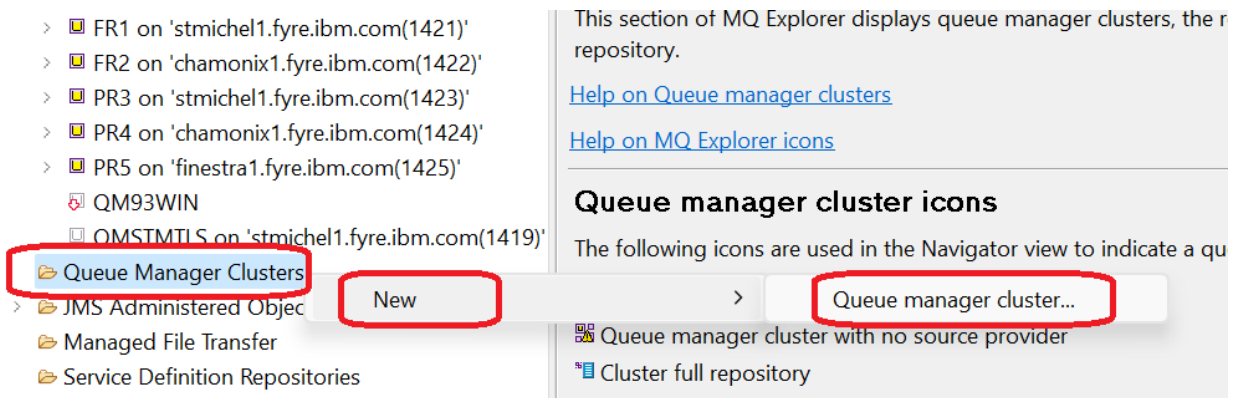 FR1 on 'stmichel1.fyre.ibm.com(1421)'
FR2 on 'chamonix1.fyre.ibm.com(1422)'
PR3 on 'stmichel1.fyre.ibm.com(1423)'
PR4 on 'chamonix1.fyre.ibm.com(1424)'
PR5 on 'finestra1.fyre.ibm.com(1425)'
QM93WIN
QMSTMTLS on 'stmichel1.fyre.ibm.com(1419)'
Queue Manager Clusters
JMS Administered Objec
Managed File Transfer
Service Definition Repositories
New
Queue manager cluster...
This section of MQ Explorer displays queue manager clusters, the r
repository.
Help on Queue manager clusters
Help on MQ Explorer icons
Queue manager cluster icons
The following icons are used in the Navigator view to indicate a qu
Queue manager cluster with no source provider
Cluster full repository